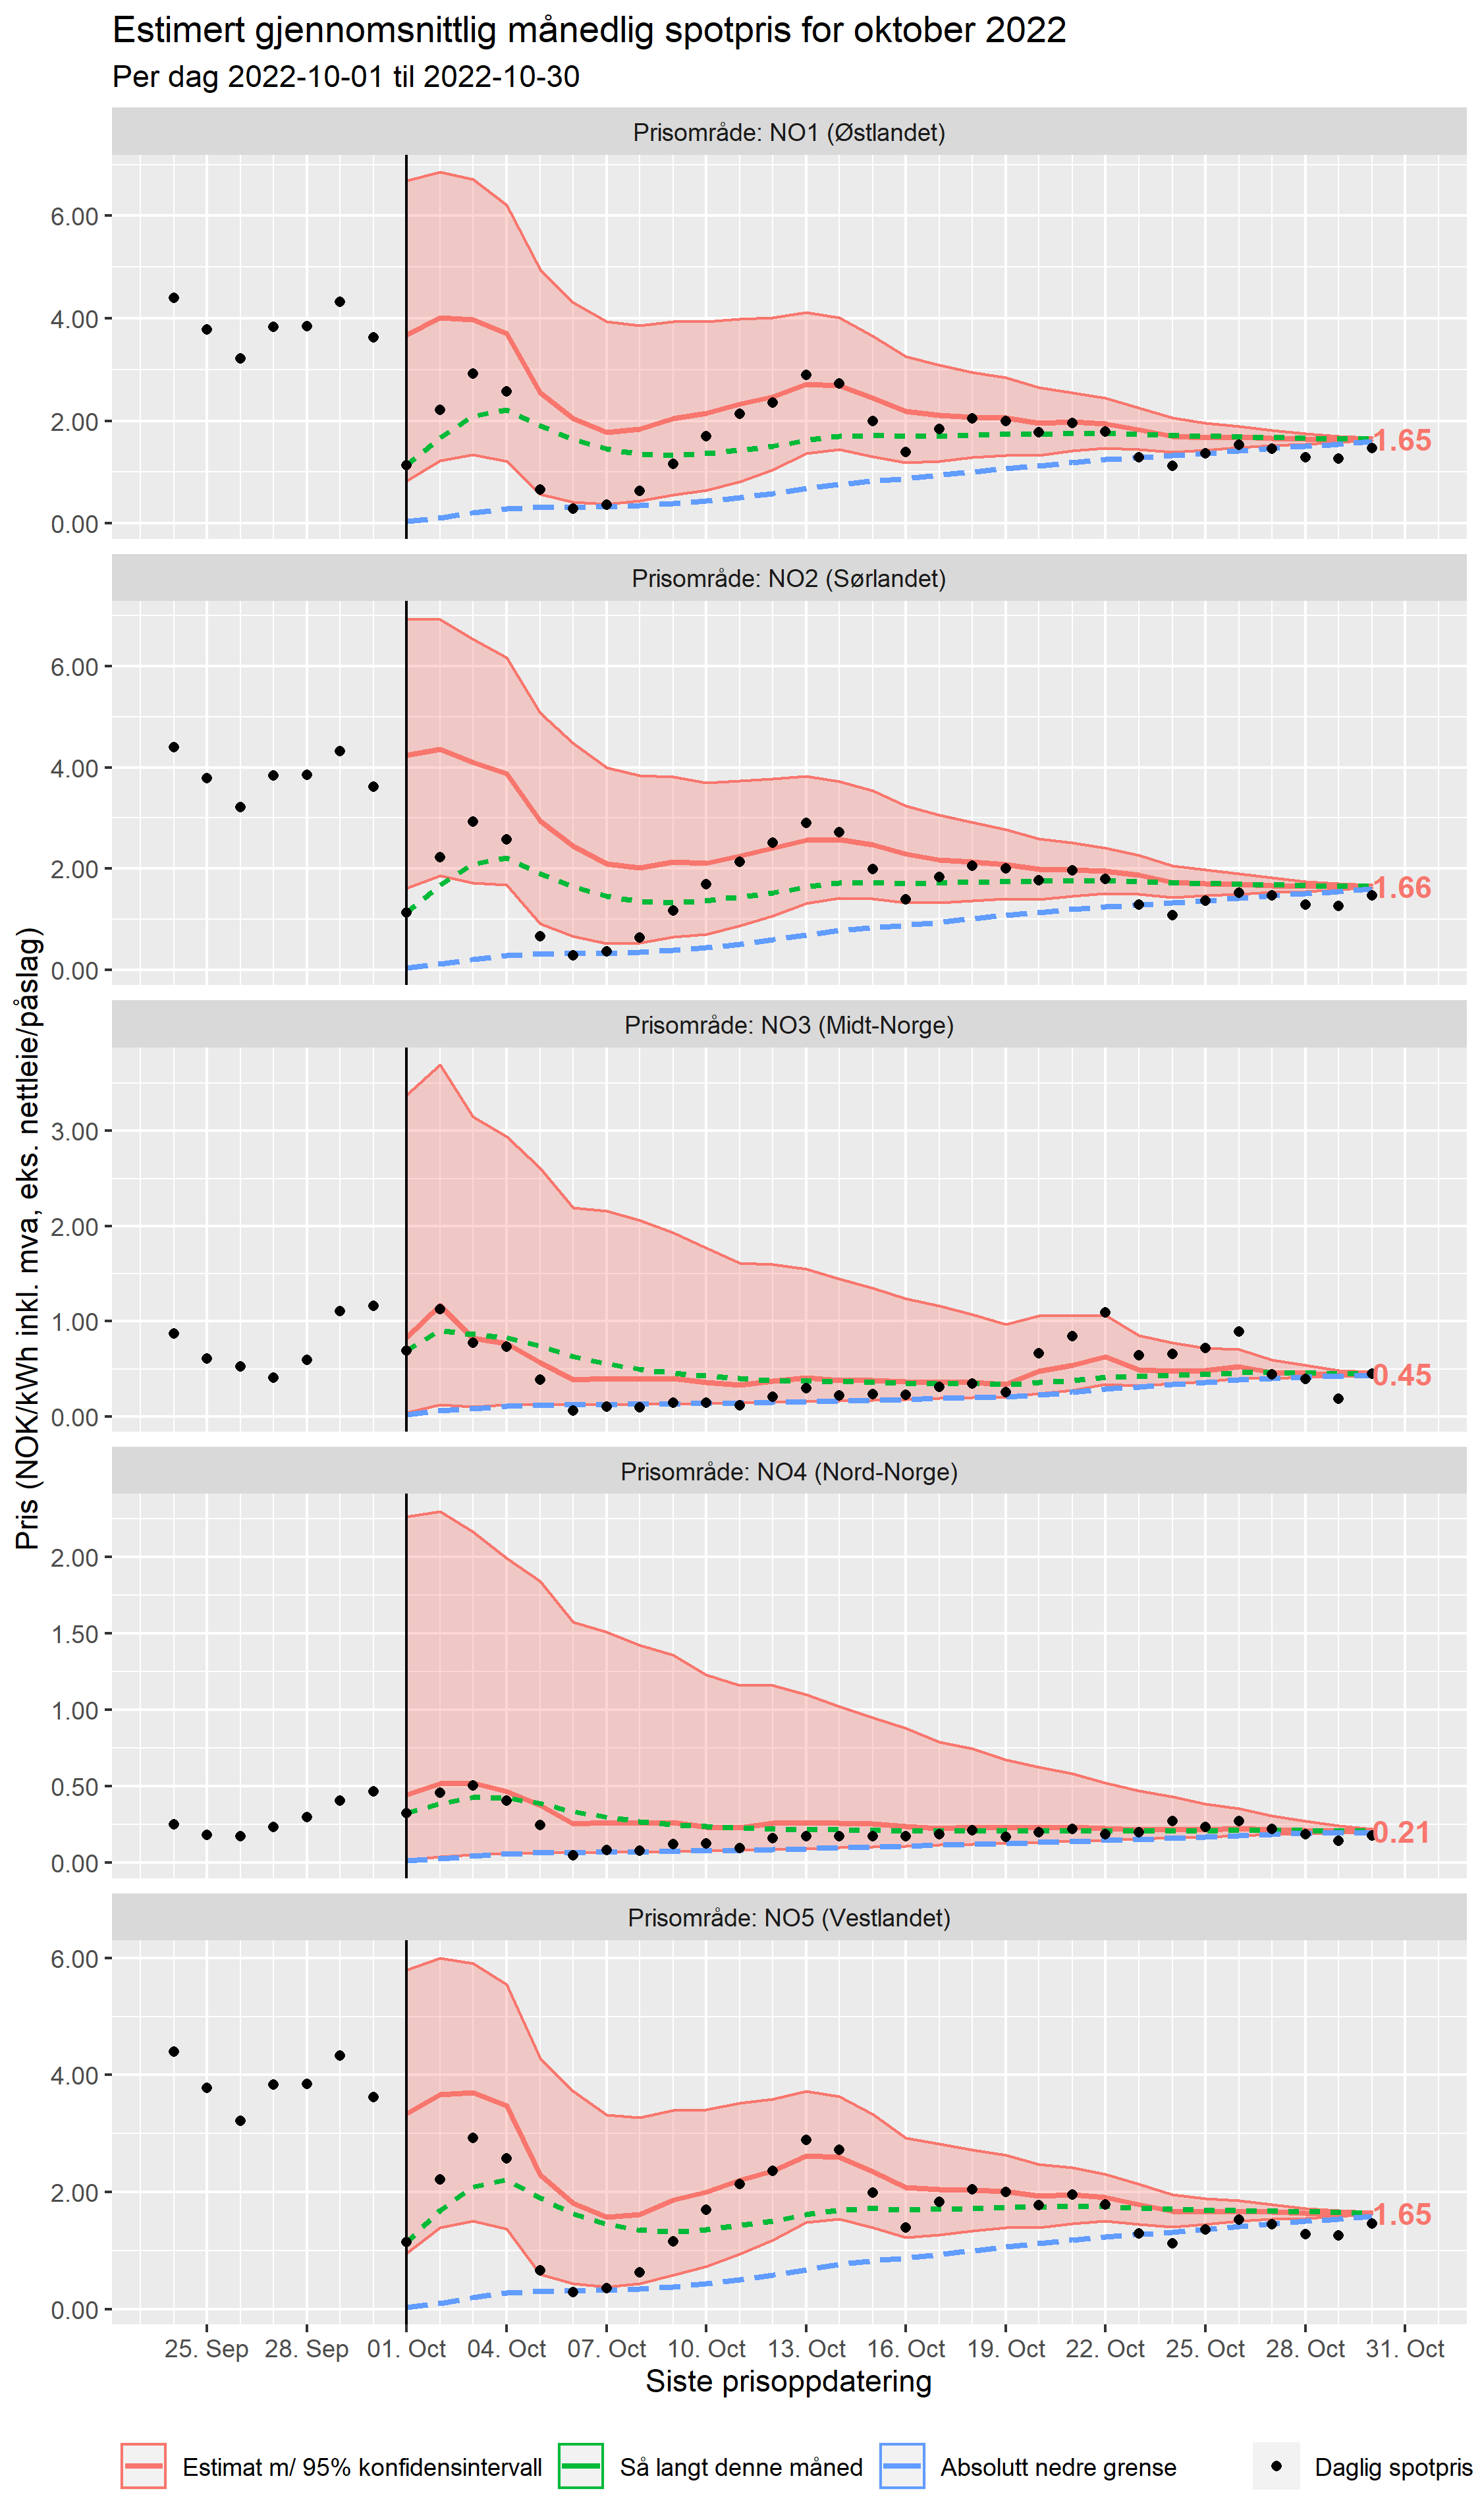 Estimert gjennomsnittlig månedlig spotpris for oktober 2022
Per dag 2022-10-01 til 2022-10-30
Pris (NOK/kWh inkl. mva, eks. nettleie/påslag)
Prisområde: NO1 (Østlandet)
6.00
4.00
2.00
0.00
1.65
Prisområde: NO2 (Sørlandet)
6.00
4.00
2.00
0.00
1.66
Prisområde: NO3 (Midt-Norge)
3.00
2.00
1.00
0.00
0.45
Prisområde: NO4 (Nord-Norge)
2.00
1.50
1.00
0.50
0.00
0.21
Prisområde: NO5 (Vestlandet)
6.00
4.00
2.00
0.00
1.65
25. Sep 28. Sep 01. Oct 04. Oct 07. Oct 10. Oct 13. Oct 16. Oct 19. Oct 22. Oct 25. Oct 28. Oct 31. Oct
Siste prisoppdatering
Estimat m/ 95% konfidensintervall Så langt denne måned Absolutt nedre grense Daglig spotpris